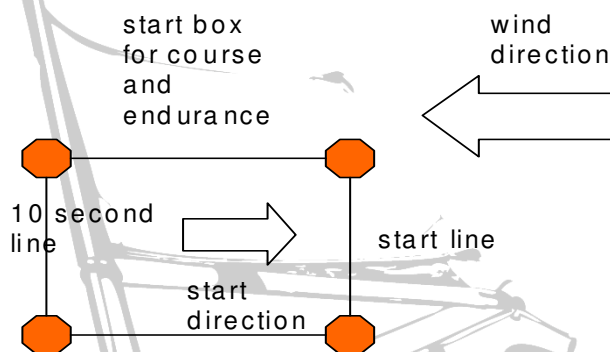 start box
for course
and
endurance
wind
direction
10 second
line
start line
start
direction